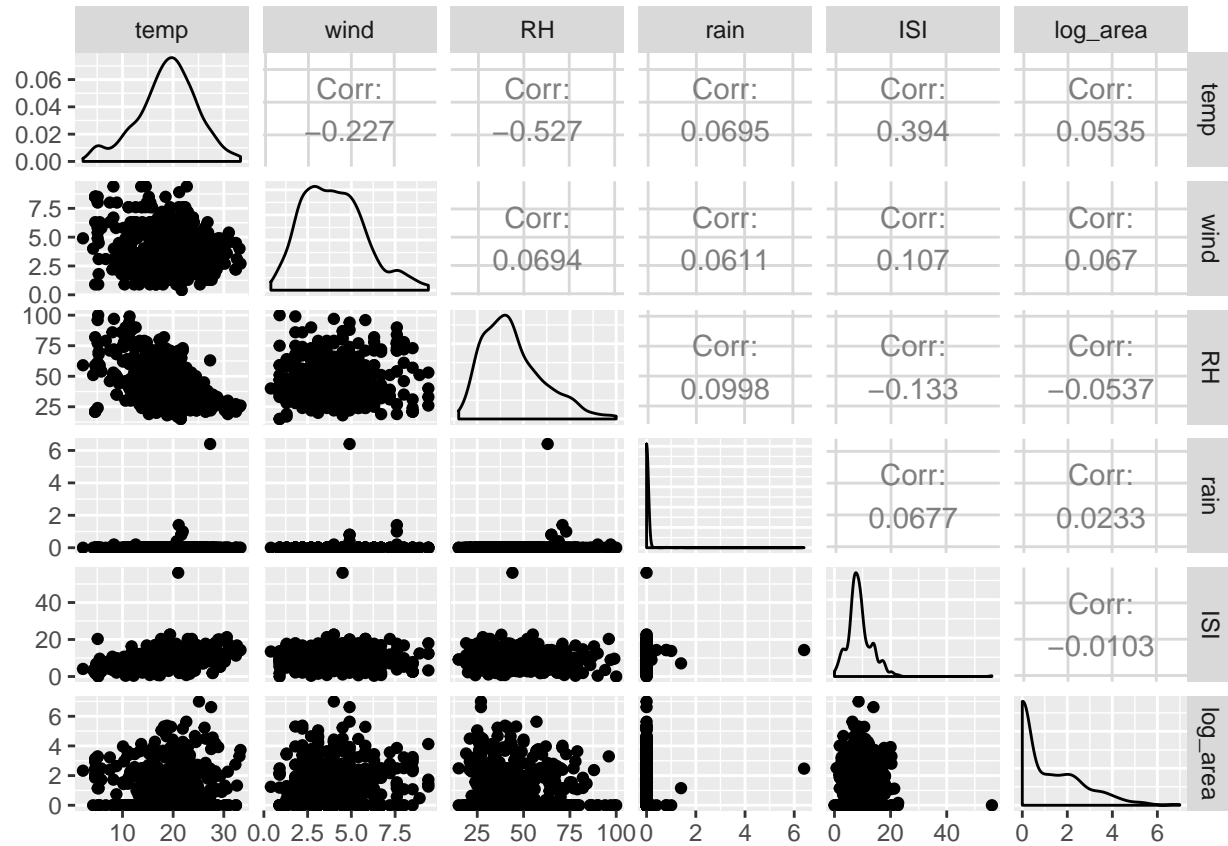 temp wind RH rain ISI log_area
0.06
0.04
0.02
0.00
Corr:
−0.227
Corr:
−0.527
Corr:
0.0695
Corr:
0.394
Corr:
0.0535
temp
7.5
5.0
2.5
0.0
Corr:
0.0694
Corr:
0.0611
Corr:
0.107
Corr:
0.067
wind
100
75
50
25
Corr:
0.0998
Corr:
−0.133
Corr:
−0.0537
RH
6
4
2
0
Corr:
0.0677
Corr:
0.0233
rain
40
20
0
Corr:
−0.0103
ISI
6
4
2
0
log_area
10 20 30 0.0 2.5 5.0 7.5 25 50 75 100 0 2 4 6 0 20 40 0 2 4 6